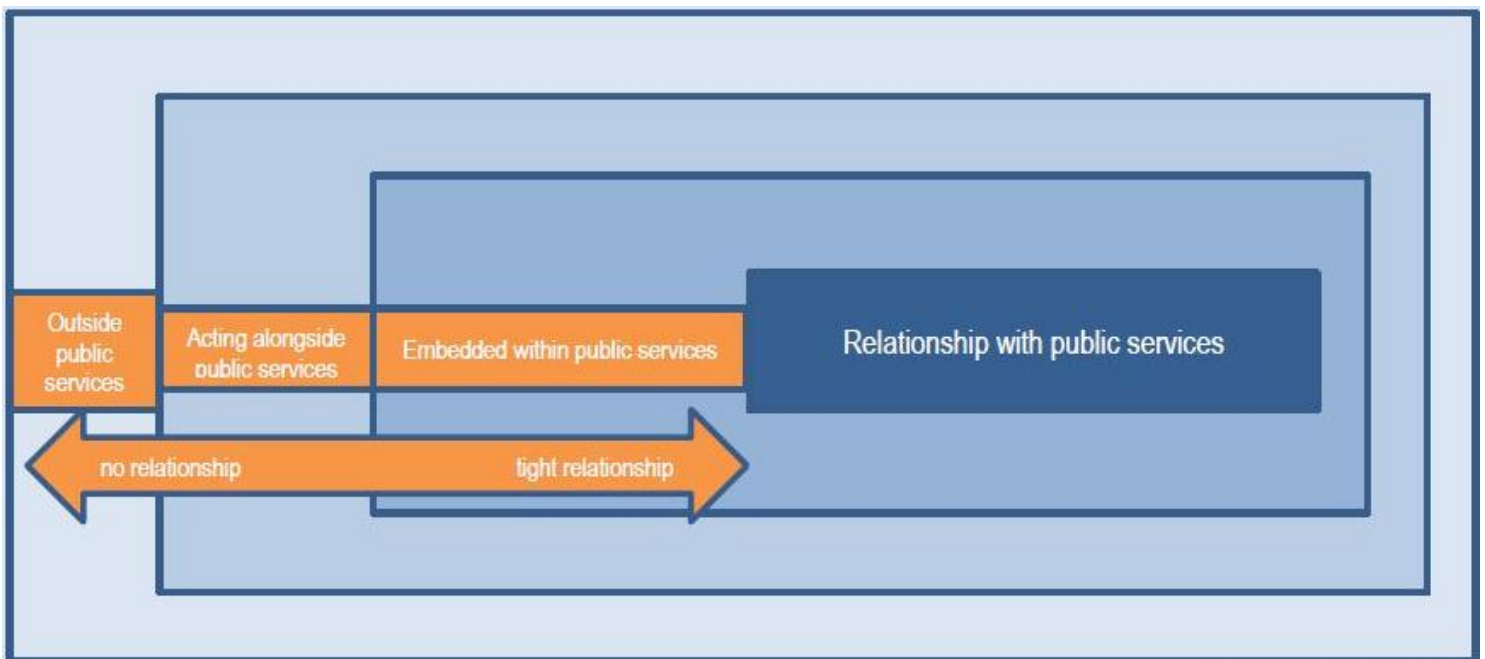 Outside
public
services
Acting alongside
public services
Embedded within public services
Relationship with public services
no relationship
tight relationship